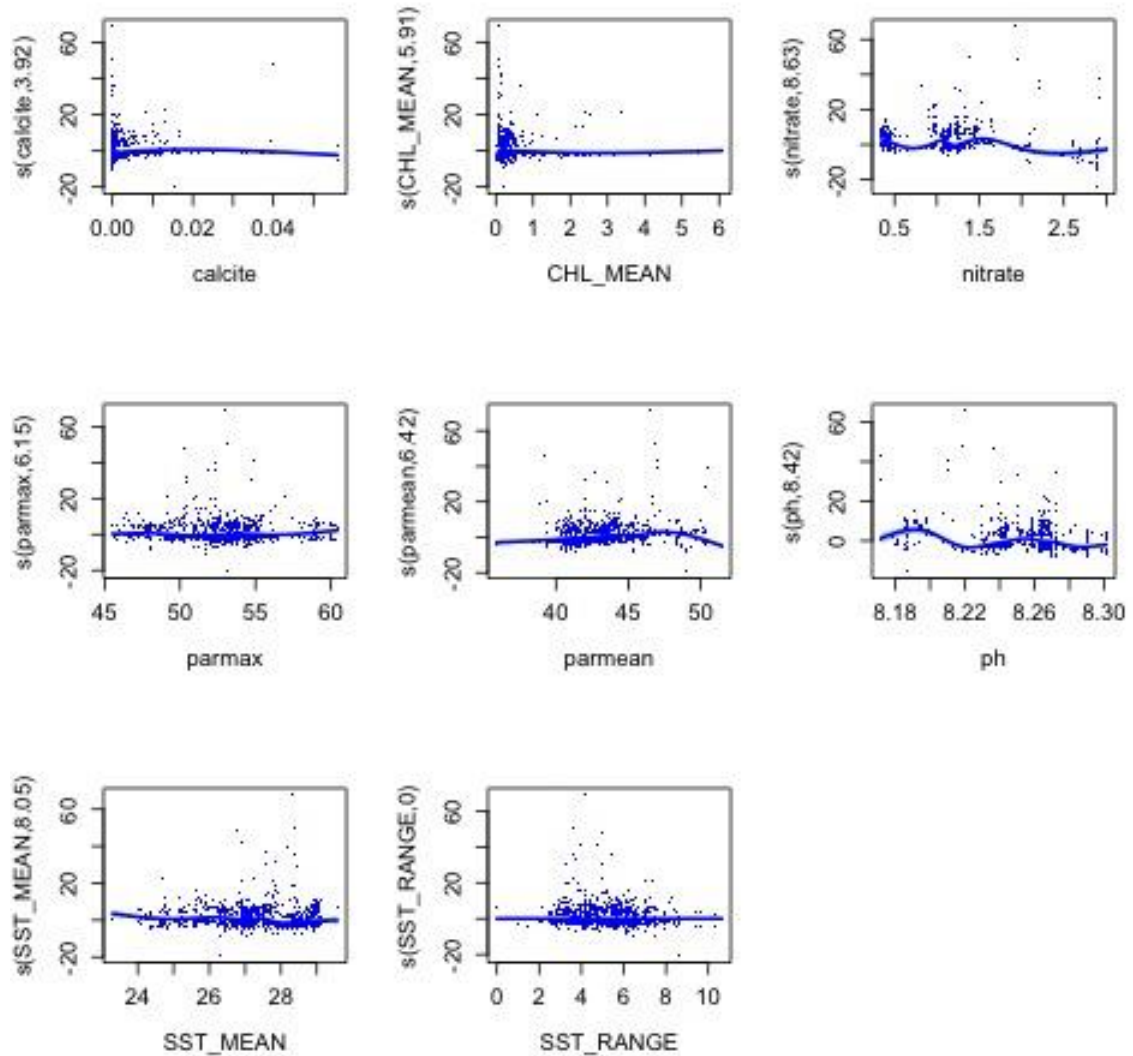 s(calcite,3.92)
60
20
-20
0.00 0.02 0.04
calcite
s(CHL_MEAN,5.91)
60
20
-20
0 1 2 3 4 5 6
CHL_MEAN
s(nitrate,8.63)
60
20
-20
0.5 1.5 2.5
nitrate
s(parmax,6.15)
60
20
-20
45 50 55 60
parmax
s(parmean,6.42)
60
20
-20
40 45 50
parmean
s(ph,8.42)
60
20
0
8.18 8.22 8.26 8.30
ph
s(SST_MEAN,8.05)
60
20
-20
24 26 28
SST_MEAN
s(SST_RANGE,0)
60
20
-20
0 2 4 6 8 10
SST_RANGE